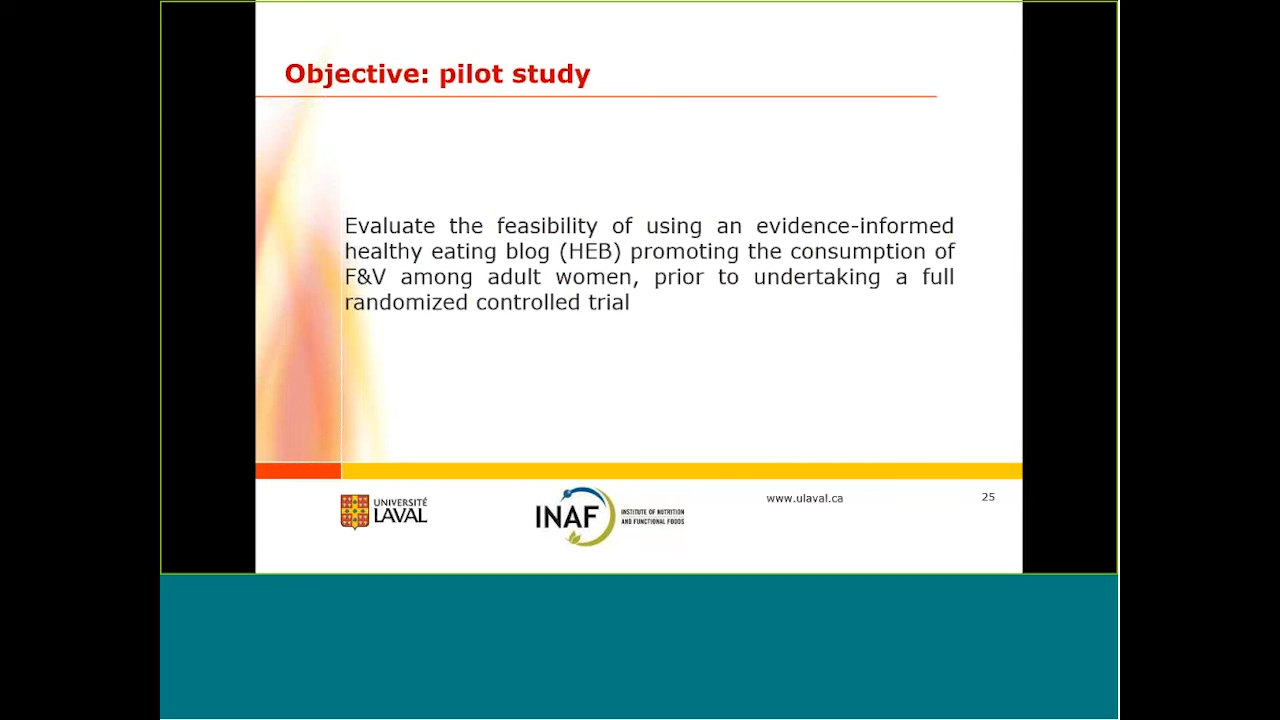 Objective: pilot study
Evaluate the feasibility of using an evidence-informed
healthy eating blog (HEB) promoting the consumption of
F&V among adult women, prior to undertaking a full
randomized controlled trial
UNIVERSITÉ
LAVAL
INAF
INSTITUTE OF NUTRITION
AND FUNCTIONAL FOODS
www.ulaval.ca
25